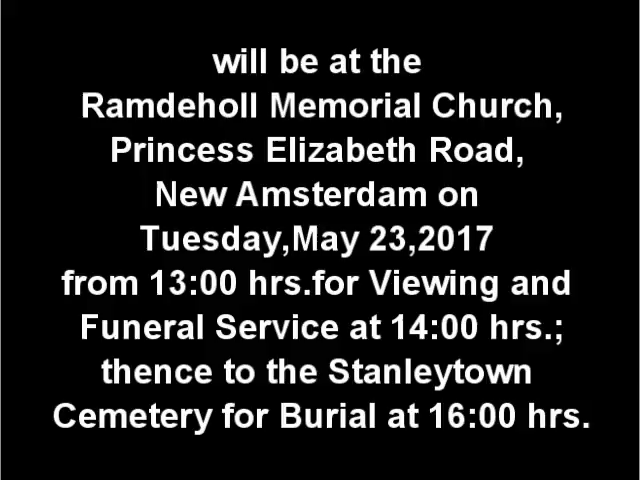 will be at the
Ramdeholl Memorial Church,
Princess Elizabeth Road,
New Amsterdam on
Tuesday,May 23,2017
from 13:00 hrs.for Viewing and
Funeral Service at 14:00 hrs.;
thence to the Stanleytown
Cemetery for Burial at 16:00 hrs.